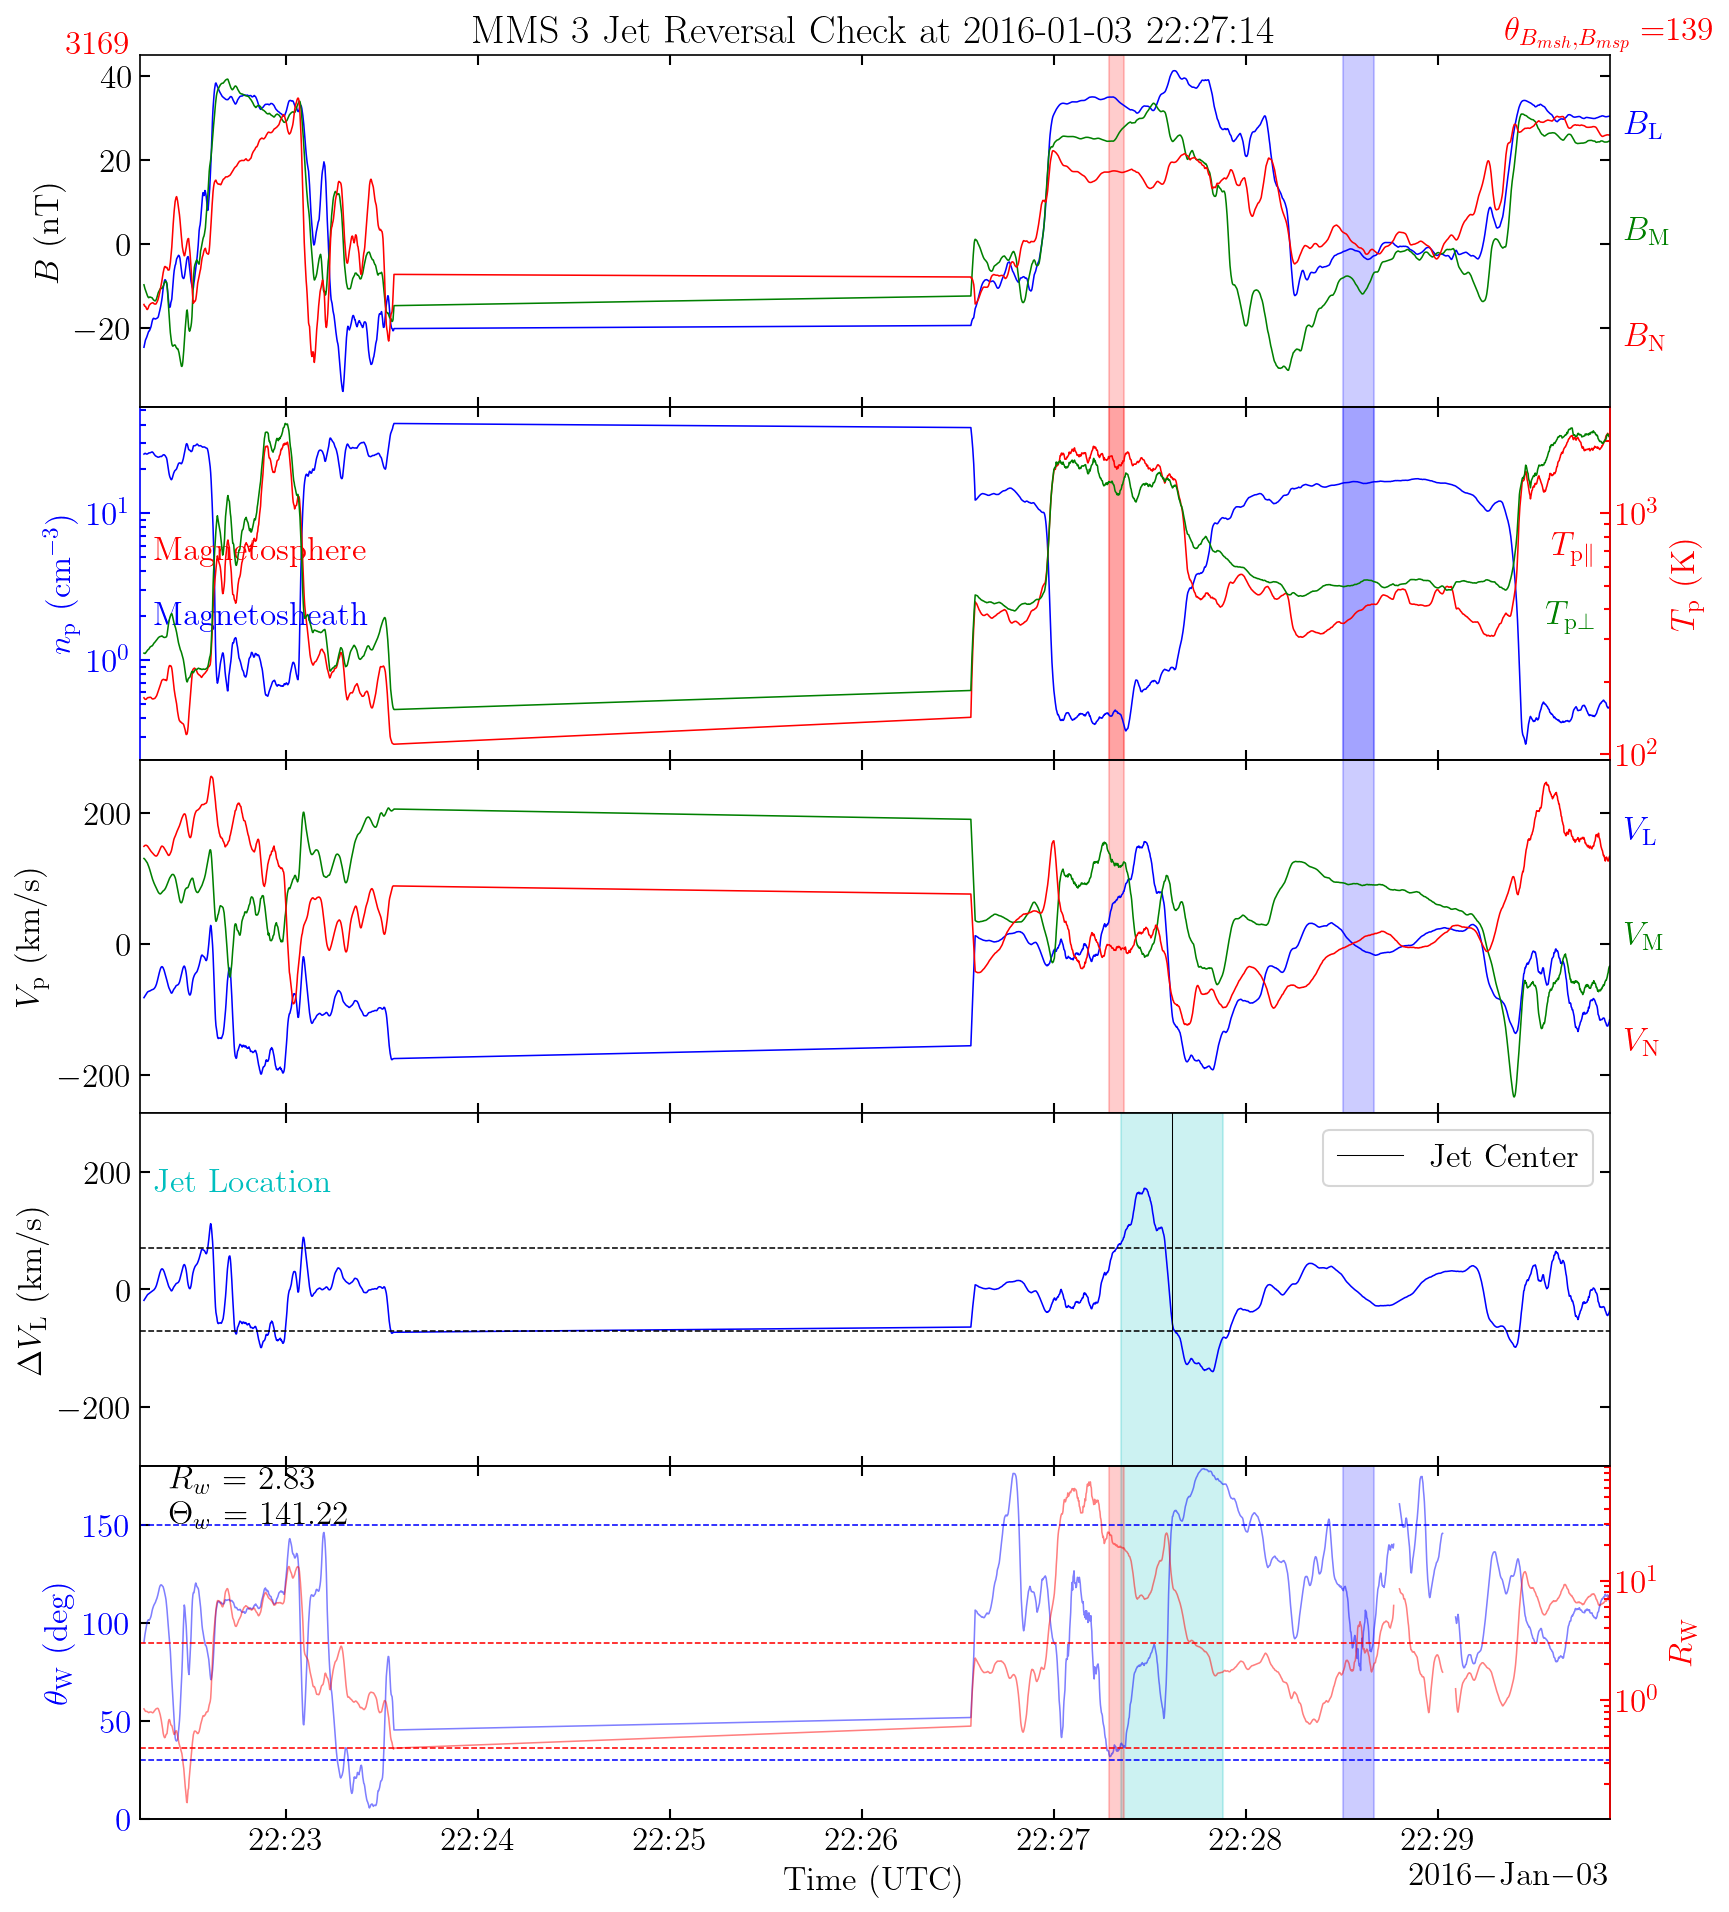 3169
MMS 3 Jet Reversal Check at 2016-01-03 22:27:14
θ_{B_{msh},B_{msp}} =139
40
20
0
−20
B (nT)
B_L
B_M
B_N
10^1
10^0
n_p (cm^{−3})
Magnetosphere
Magnetosheath
T_{p∥}
T_{p⊥}
10^3
10^2
T_p (K)
200
0
−200
V_p (km/s)
V_L
V_M
V_N
200
0
−200
ΔV_L (km/s)
Jet Location
Jet Center
R_w = 2.83
Θ_w = 141.22
150
100
50
0
θ_W (deg)
10^1
10^0
R_W
22:23
22:24
22:25
22:26
22:27
22:28
22:29
Time (UTC)
2016−Jan−03